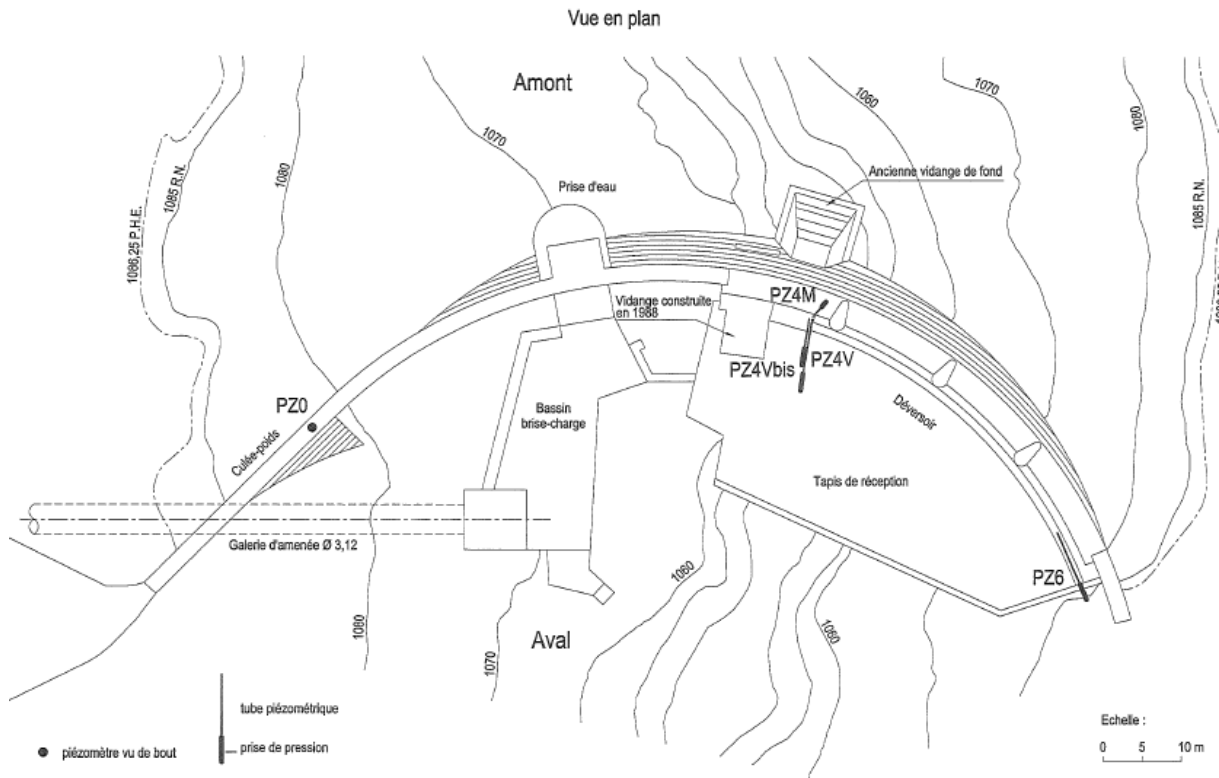 Vue en plan
Amont
1060
1070
1080
1070
1080
1085 R.N.
1086,25 P.H.E.
Prise d'eau
Ancienne vidange de fond
1085 R.N.
PZ4M
Vidange construite
en 1988
PZ4V
PZ4Vbis
PZ0
Culée-poids
Bassin
brise-charge
Déversoir
Tapis de réception
Galerie d'amenée Ø 3,12
1060
PZ6
1080
1070
Aval
1060
tube piézométrique
piézomètre vu de bout
prise de pression
Echelle :
0 5 10 m